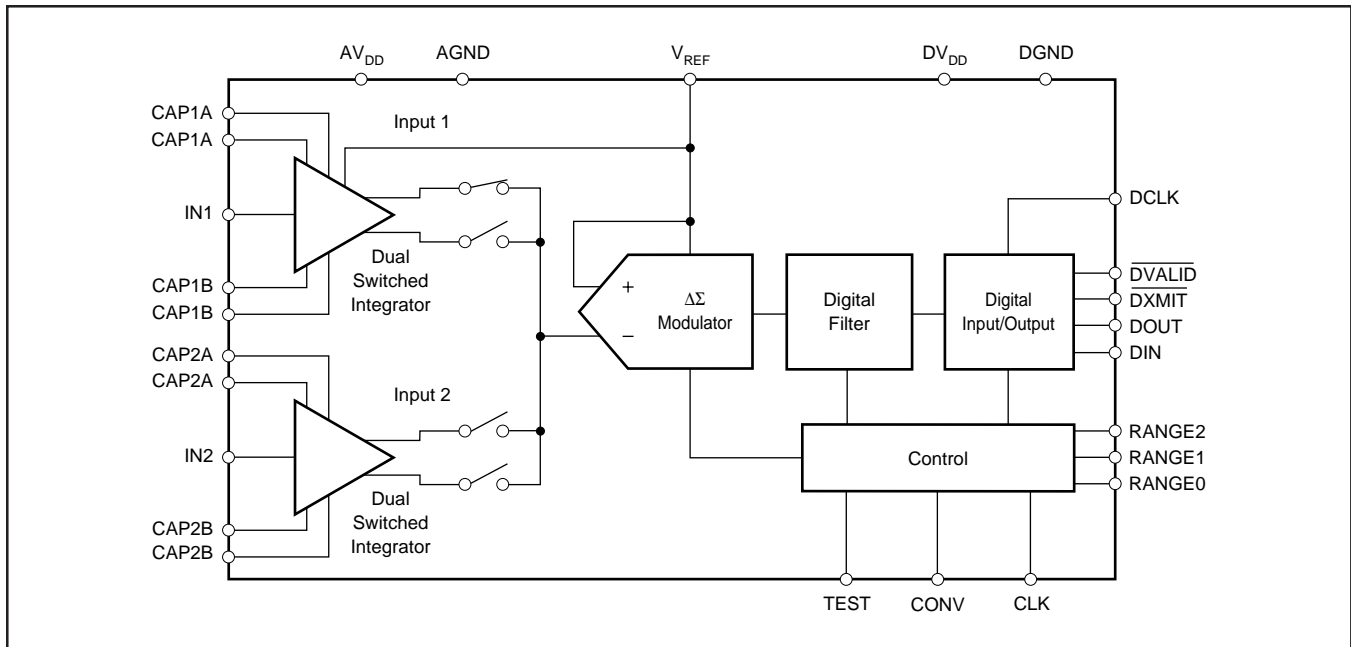 AVDD
AGND
VREF
DVDD
DGND
CAP1A
CAP1A
Input 1
IN1
Dual
Switched
Integrator
CAP1B
CAP1B
DCLK
+
−
ΔΣ
Modulator
Digital
Filter
Digital
Input/Output
DVALID
DXMIT
DOUT
DIN
CAP2A
CAP2A
Input 2
IN2
Dual
Switched
Integrator
CAP2B
CAP2B
Control
RANGE2
RANGE1
RANGE0
TEST
CONV
CLK